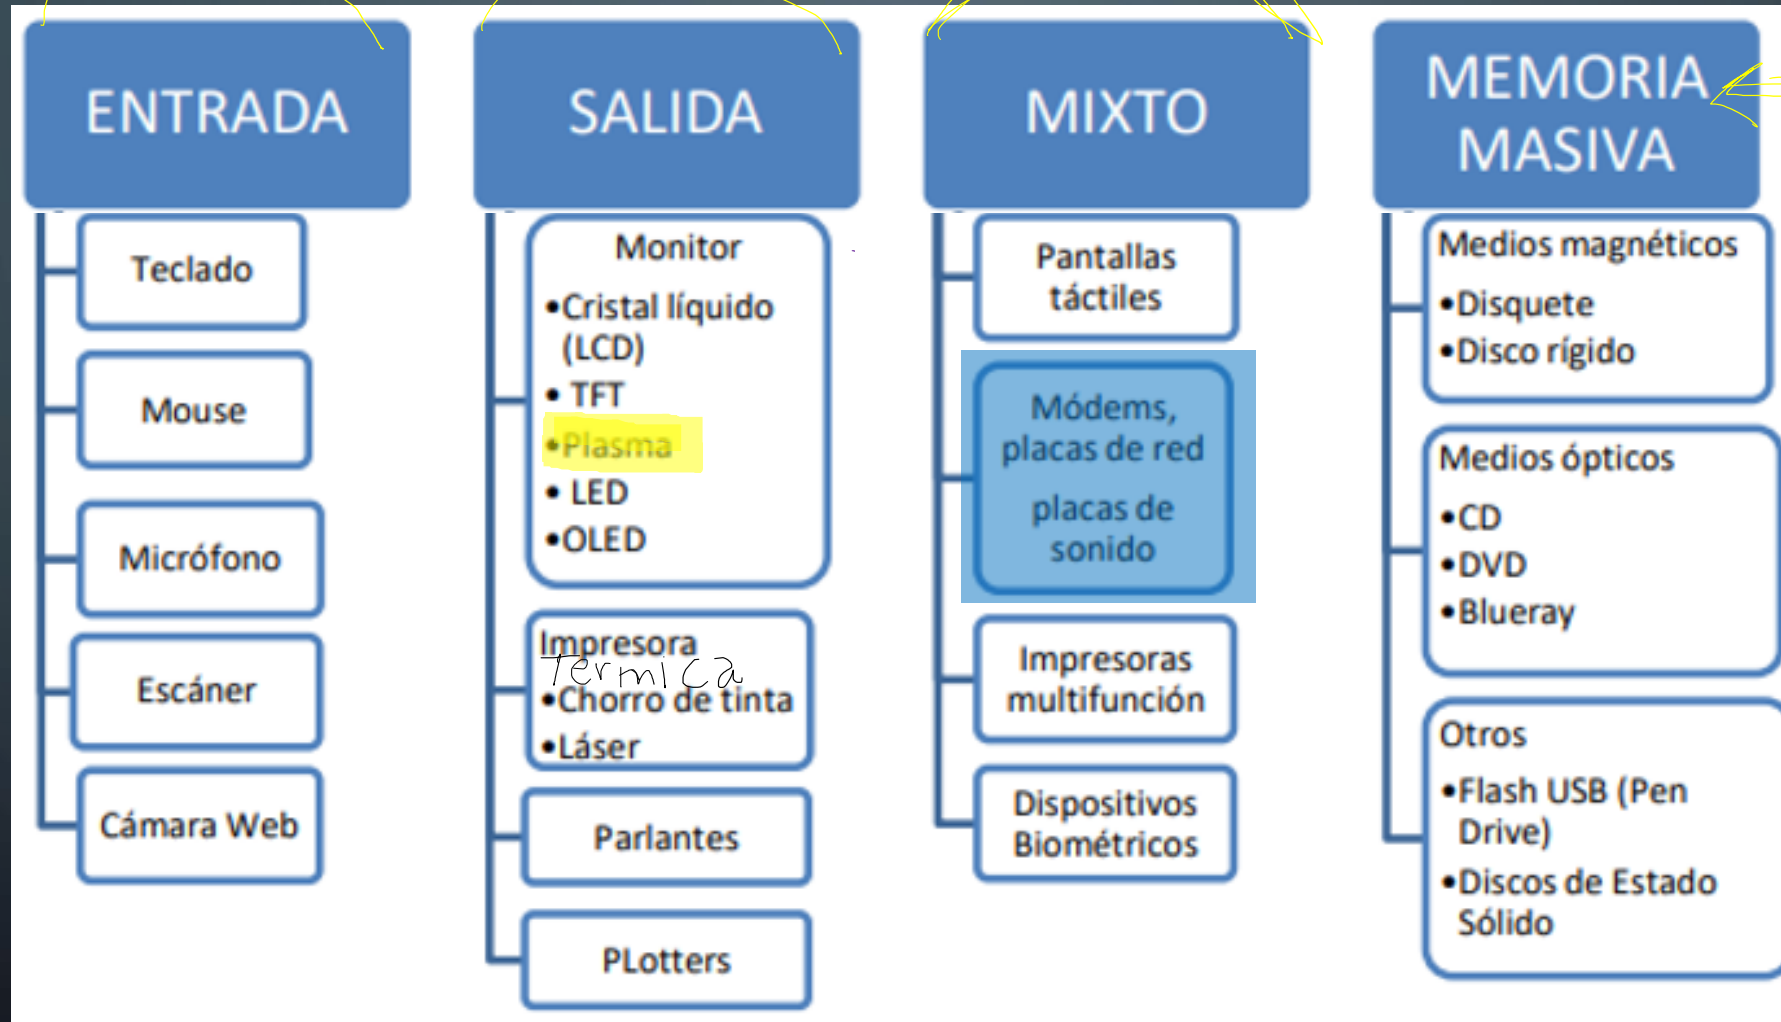 ENTRADA
Teclado
Mouse
Micrófono
Escáner
Cámara Web
SALIDA
Monitor
•Cristal líquido
(LCD)
• TFT
•Plasma
• LED
•OLED
Impresora
Termica
•Chorro de tinta
•Láser
Parlantes
PLotters
MIXTO
Pantallas
táctiles
Módems,
placas de red
placas de
sonido
Impresoras
multifunción
Dispositivos
Biométricos
MEMORIA
MASIVA
Medios magnéticos
•Disquete
•Disco rígido
Medios ópticos
•CD
•DVD
•Blueray
Otros
•Flash USB (Pen
Drive)
•Discos de Estado
Sólido